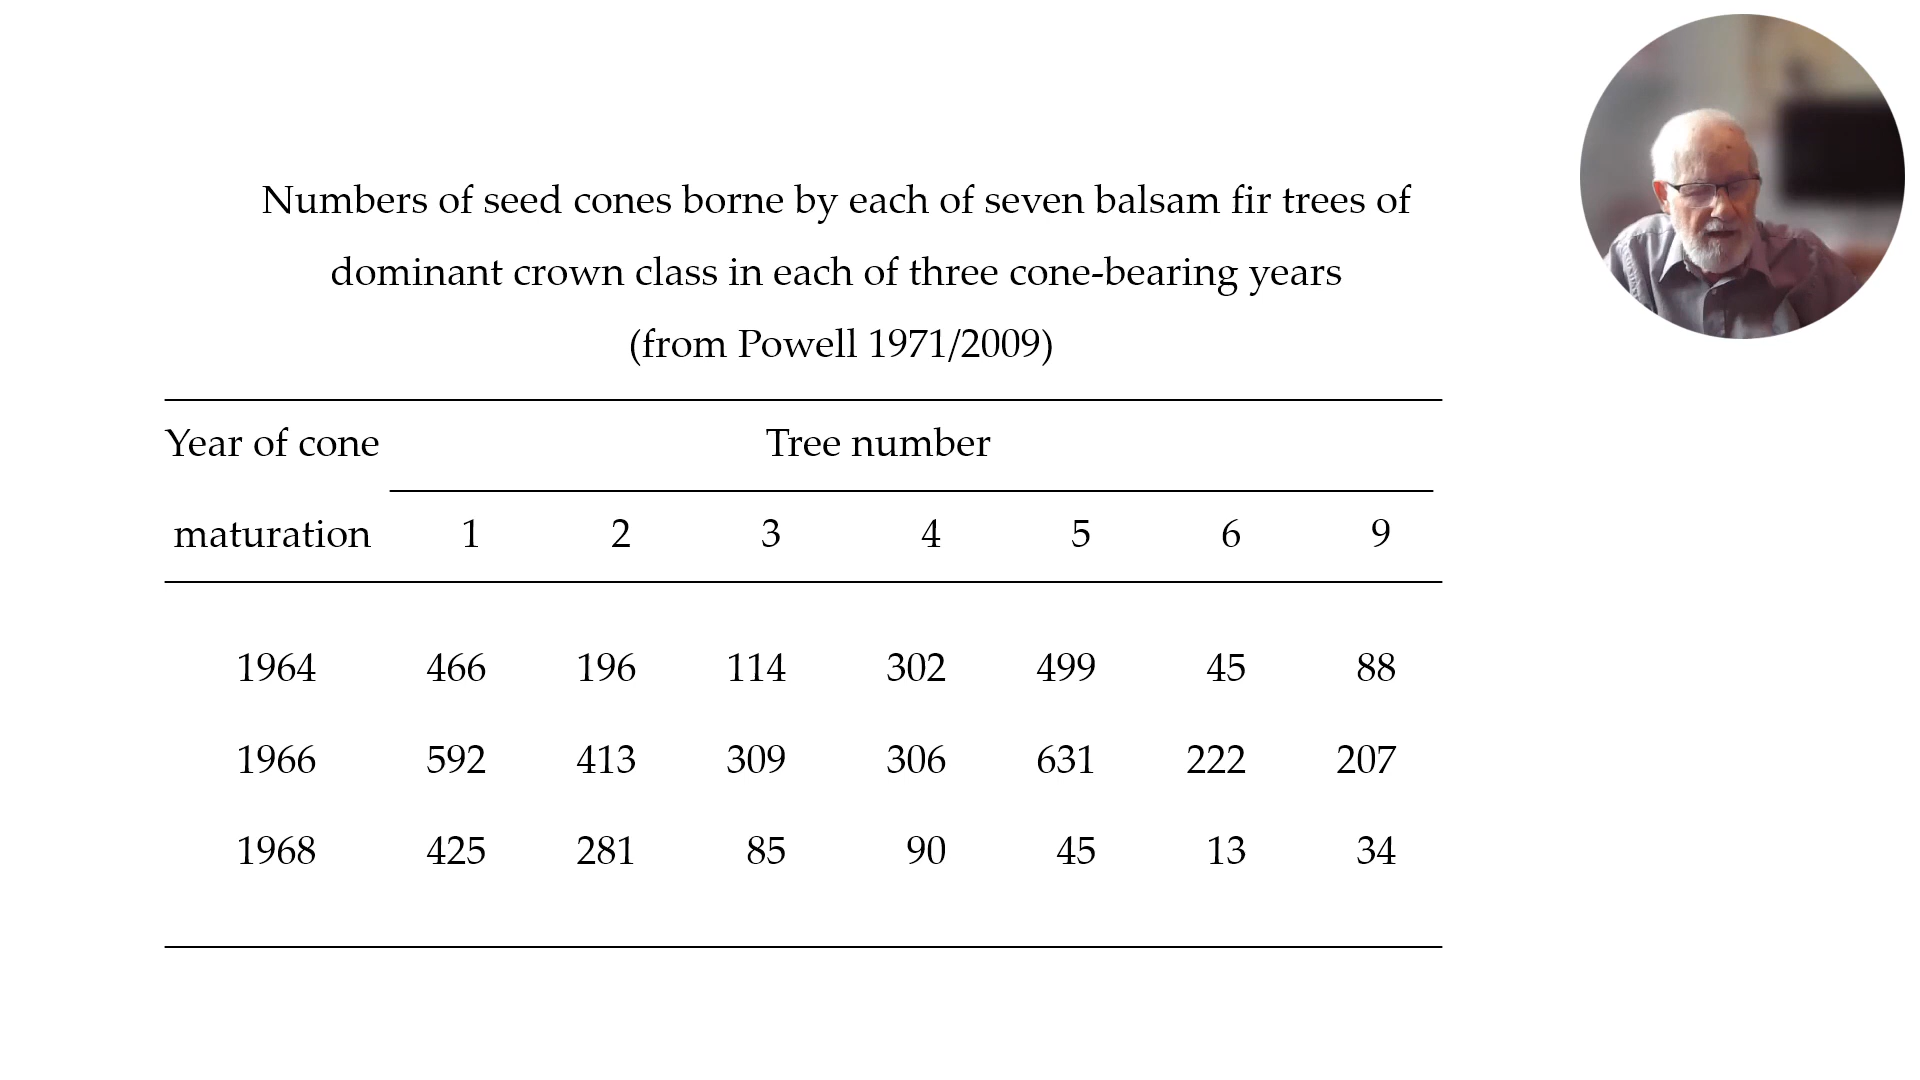 Numbers of seed cones borne by each of seven balsam fir trees of
dominant crown class in each of three cone-bearing years
(from Powell 1971/2009)
Year of cone Tree number
maturation 1 2 3 4 5 6 9
1964 466 196 114 302 499 45 88
1966 592 413 309 306 631 222 207
1968 425 281 85 90 45 13 34